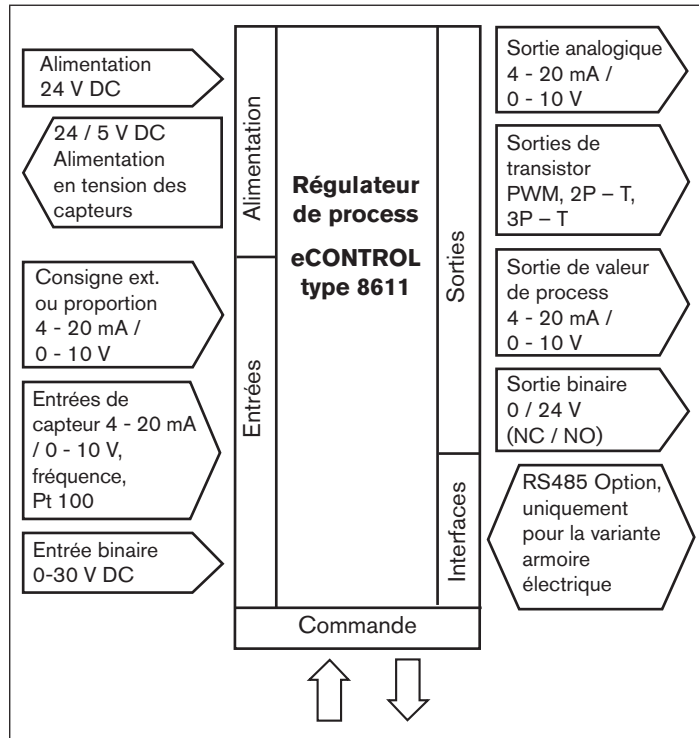 Alimentation
24 V DC
24 / 5 V DC
Alimentation
en tension des
capteurs
Consigne ext.
ou proportion
4 - 20 mA /
0 - 10 V
Entrées de
capteur 4 - 20 mA
/ 0 - 10 V,
fréquence,
Pt 100
Entrée binaire
0-30 V DC
Alimentation
Entrées
Régulateur
de process
eCONTROL
type 8611
Sorties
Interfaces
Commande
Sortie analogique
4 - 20 mA /
0 - 10 V
Sorties de
transistor
PWM, 2P – T,
3P – T
Sortie de valeur
de process
4 - 20 mA /
0 - 10 V
Sortie binaire
0 / 24 V
(NC / NO)
RS485 Option,
uniquement
pour la variante
armoire
électrique